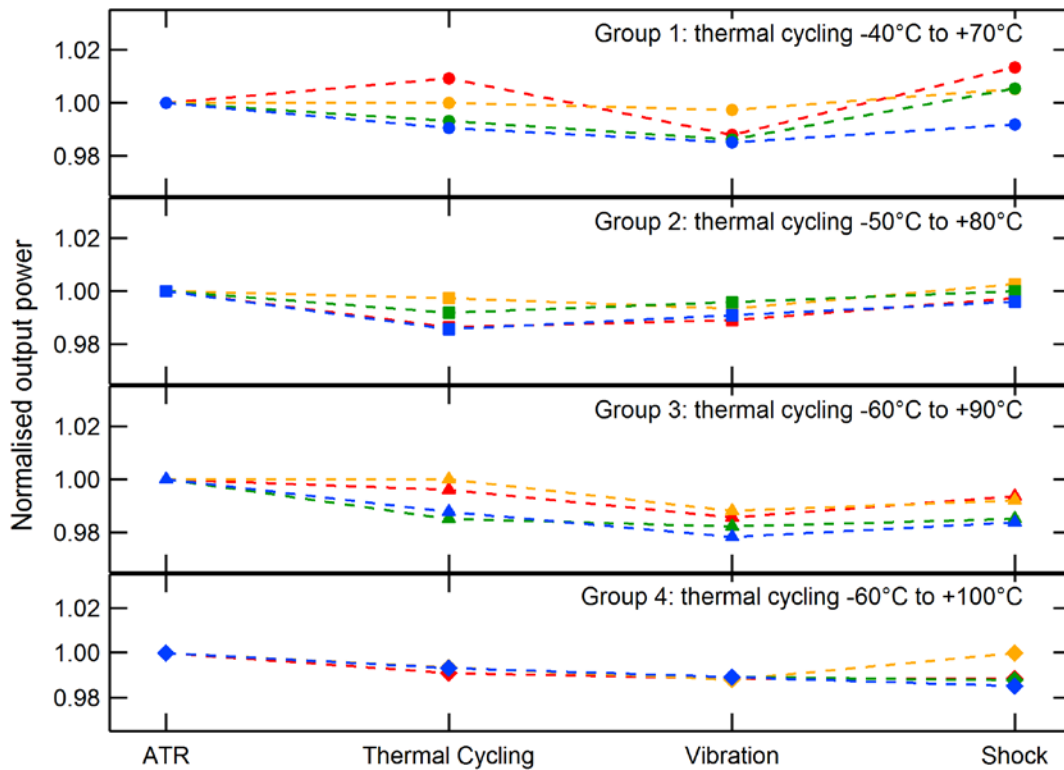 Normalised output power
Group 1: thermal cycling -40°C to +70°C
1.02
1.00
0.98
Group 2: thermal cycling -50°C to +80°C
1.02
1.00
0.98
Group 3: thermal cycling -60°C to +90°C
1.02
1.00
0.98
Group 4: thermal cycling -60°C to +100°C
1.02
1.00
0.98
ATR Thermal Cycling Vibration Shock